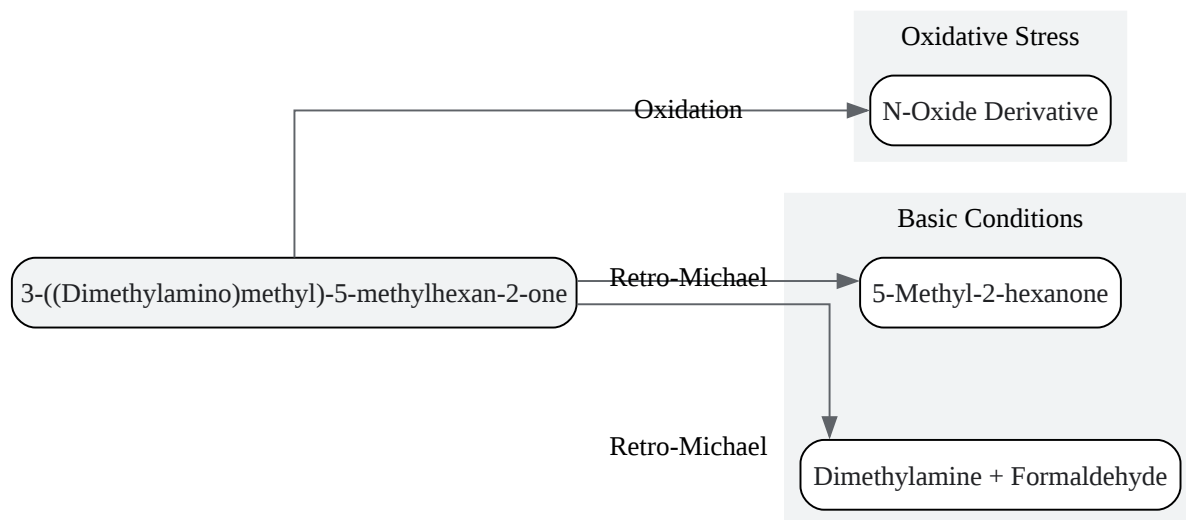 Oxidative Stress
Oxidation
N-Oxide Derivative
Basic Conditions
3-((Dimethylamino)methyl)-5-methylhexan-2-one
Retro-Michael
5-Methyl-2-hexanone
Retro-Michael
Dimethylamine + Formaldehyde